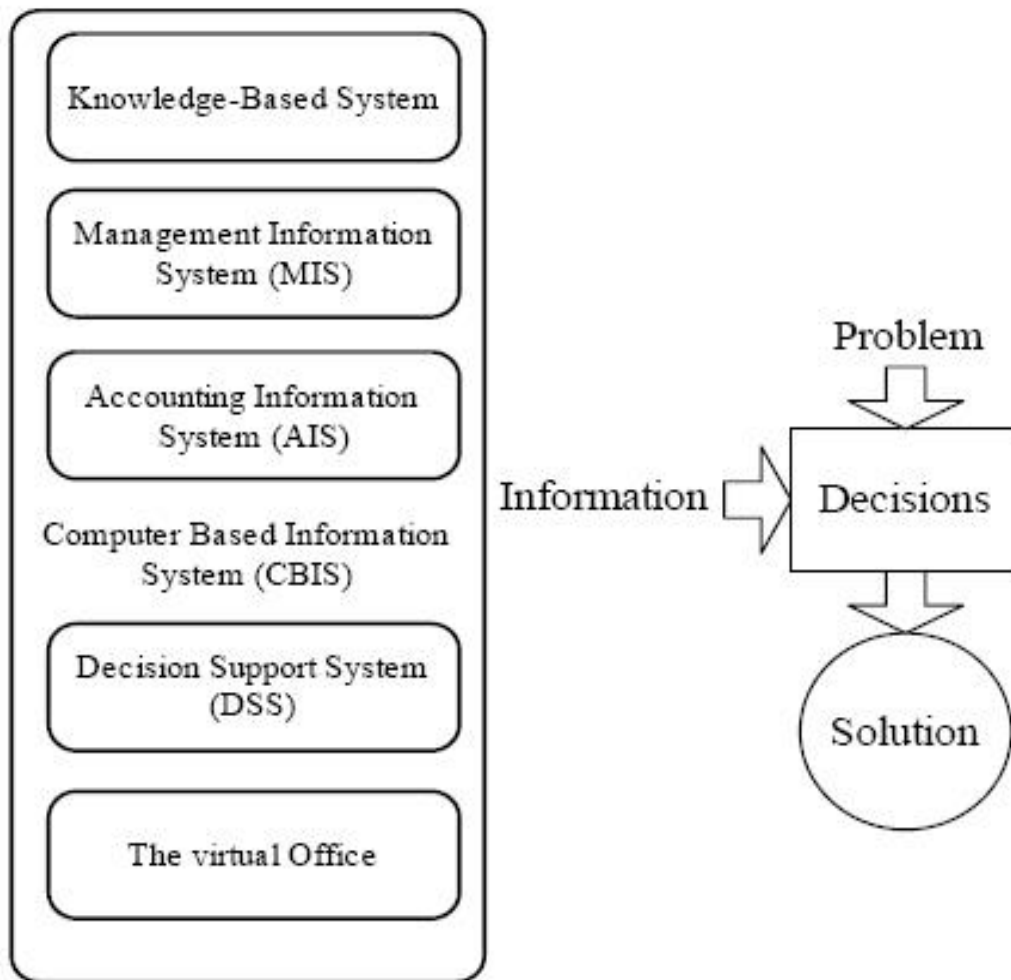 Knowledge-Based System
Management Information
System (MIS)
Accounting Information
System (AIS)
Computer Based Information
System (CBIS)
Decision Support System
(DSS)
The virtual Office
Information
Problem
Decisions
Solution